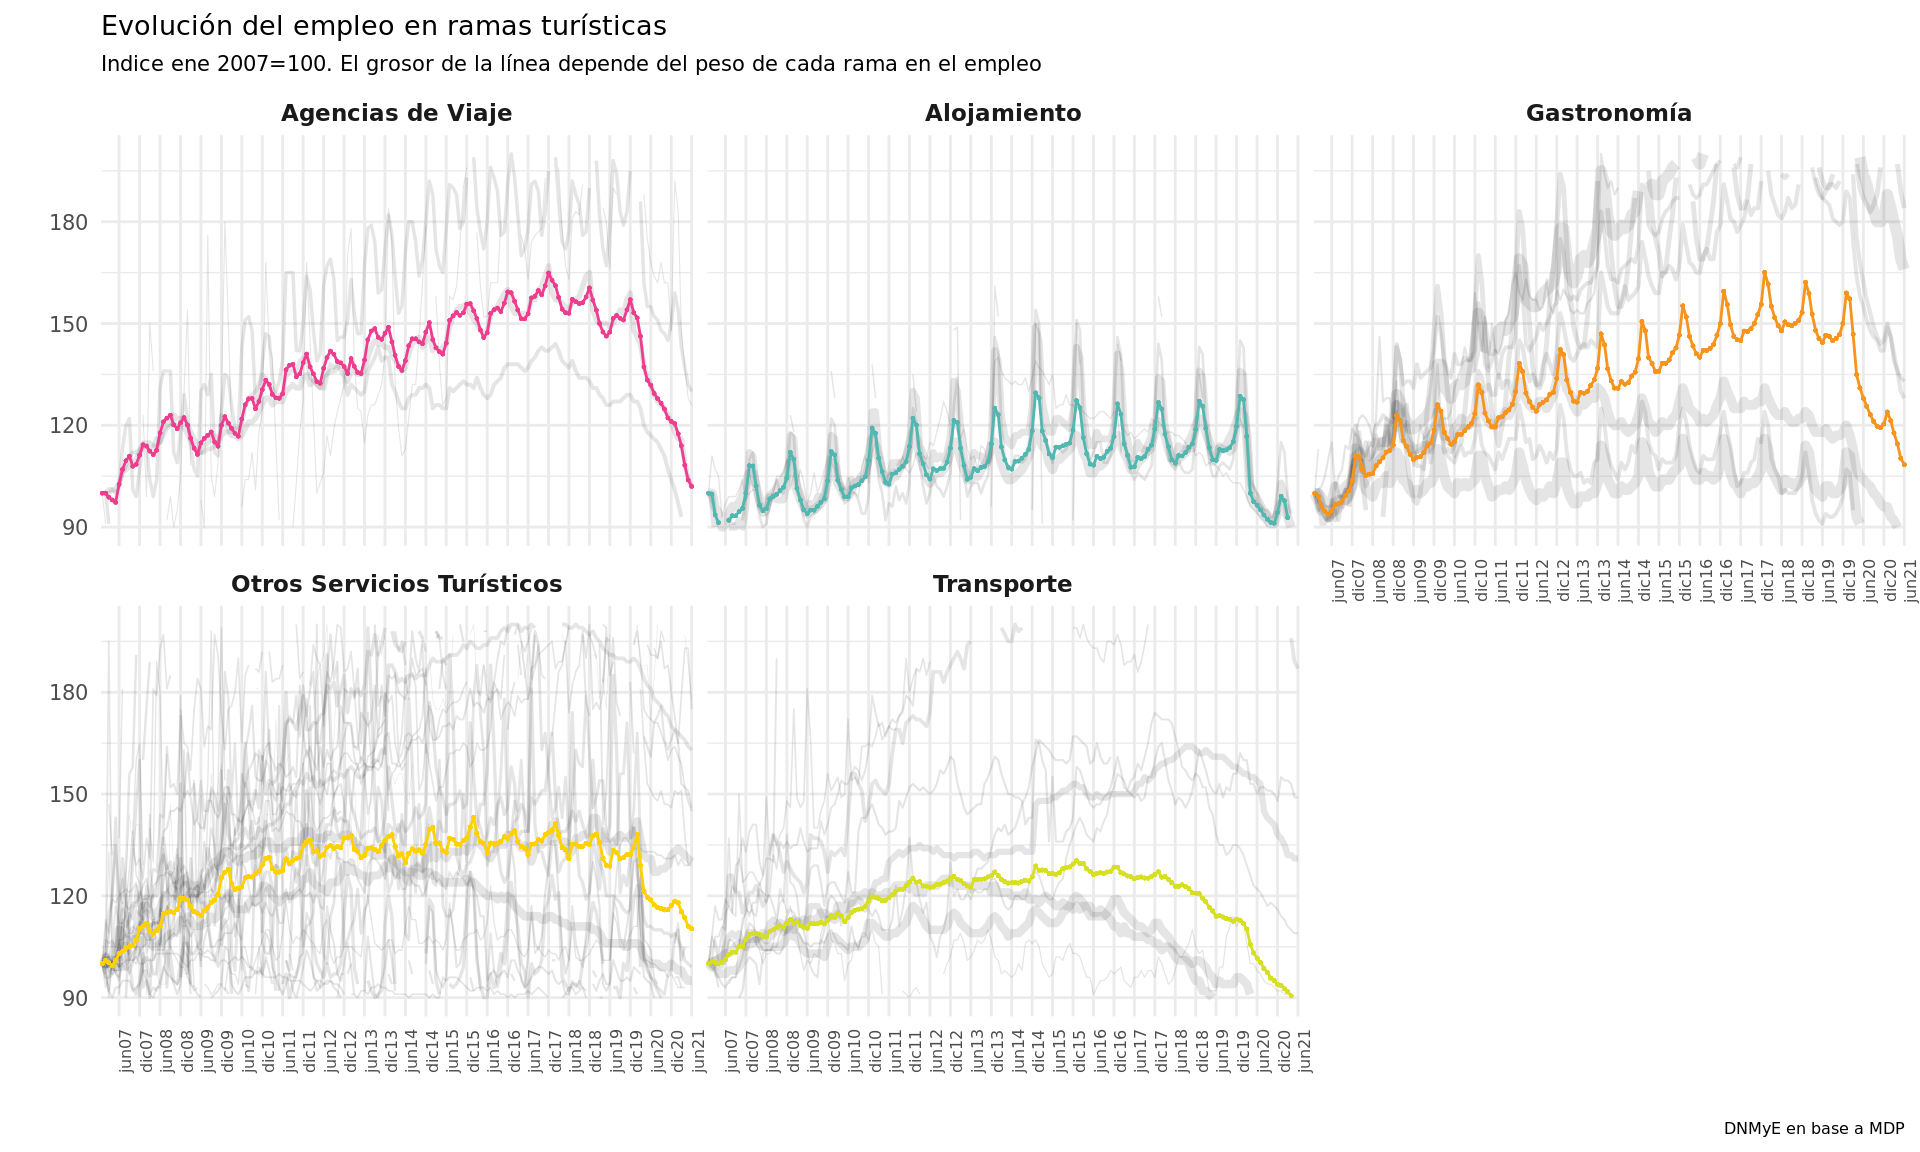 Evolución del empleo en ramas turísticas
Indice ene 2007=100. El grosor de la línea depende del peso de cada rama en el empleo
Agencias de Viaje
Alojamiento
Gastronomía
180
150
120
90
jun07 dic07 jun08 dic08 jun09 dic09 jun10 dic10 jun11 dic11 jun12 dic12 jun13 dic13 jun14 dic14 jun15 dic15 jun16 dic16 jun17 dic17 jun18 dic18 jun19 dic19 jun20 dic20 jun21
Otros Servicios Turísticos
Transporte
180
150
120
90
jun07 dic07 jun08 dic08 jun09 dic09 jun10 dic10 jun11 dic11 jun12 dic12 jun13 dic13 jun14 dic14 jun15 dic15 jun16 dic16 jun17 dic17 jun18 dic18 jun19 dic19 jun20 dic20 jun21
jun07 dic07 jun08 dic08 jun09 dic09 jun10 dic10 jun11 dic11 jun12 dic12 jun13 dic13 jun14 dic14 jun15 dic15 jun16 dic16 jun17 dic17 jun18 dic18 jun19 dic19 jun20 dic20 jun21
DNMyE en base a MDP